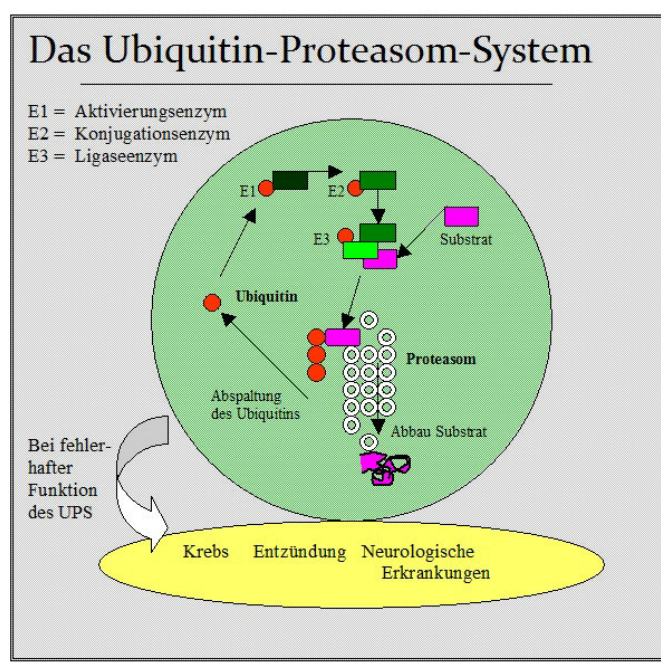 Das Ubiquitin-Proteasom-System
E1 = Aktivierungsenzym
E2 = Konjugationsenzym
E3 = Ligaseenzym
E1
E2
E3
Substrat
Ubiquitin
Proteasom
Abspaltung
des Ubiquitins
Abbau Substrat
Bei fehler-
hafter
Funktion
des UPS
Krebs Entzündung Neurologische
Erkrankungen